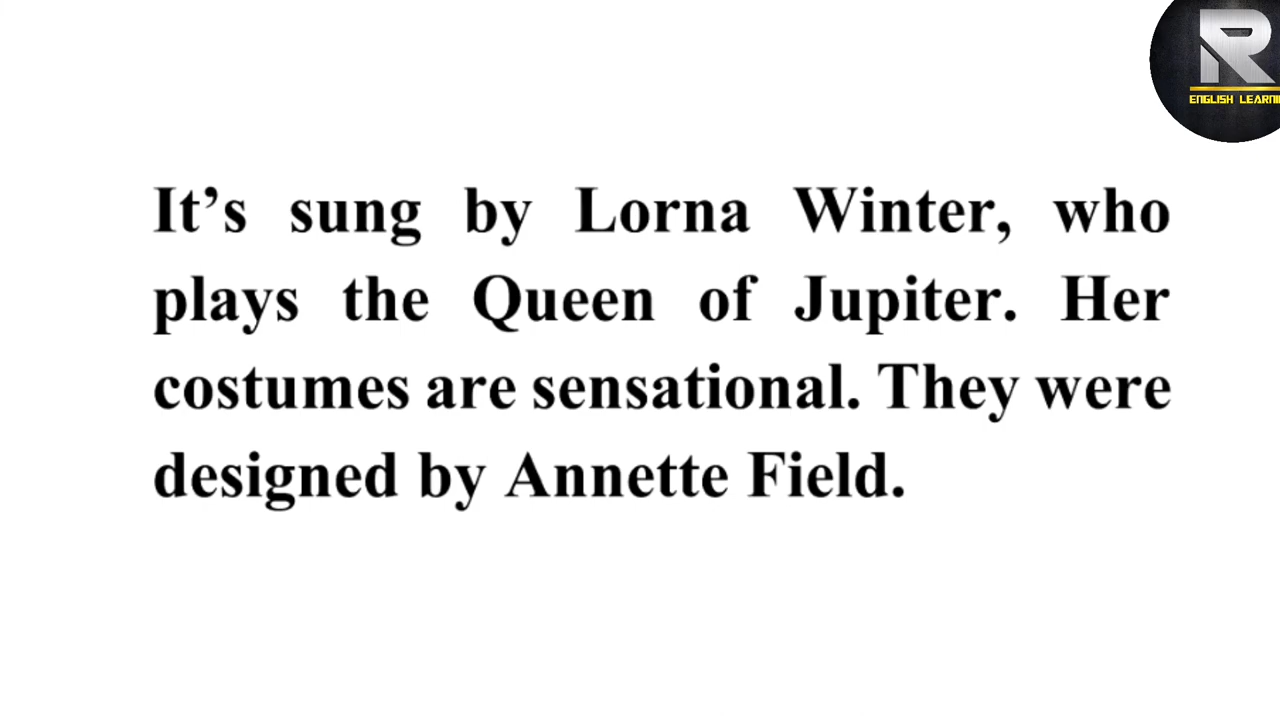 R
ENGLISH
It’s sung by Lorna Winter, who
plays the Queen of Jupiter. Her
costumes are sensational. They were
designed by Annette Field.